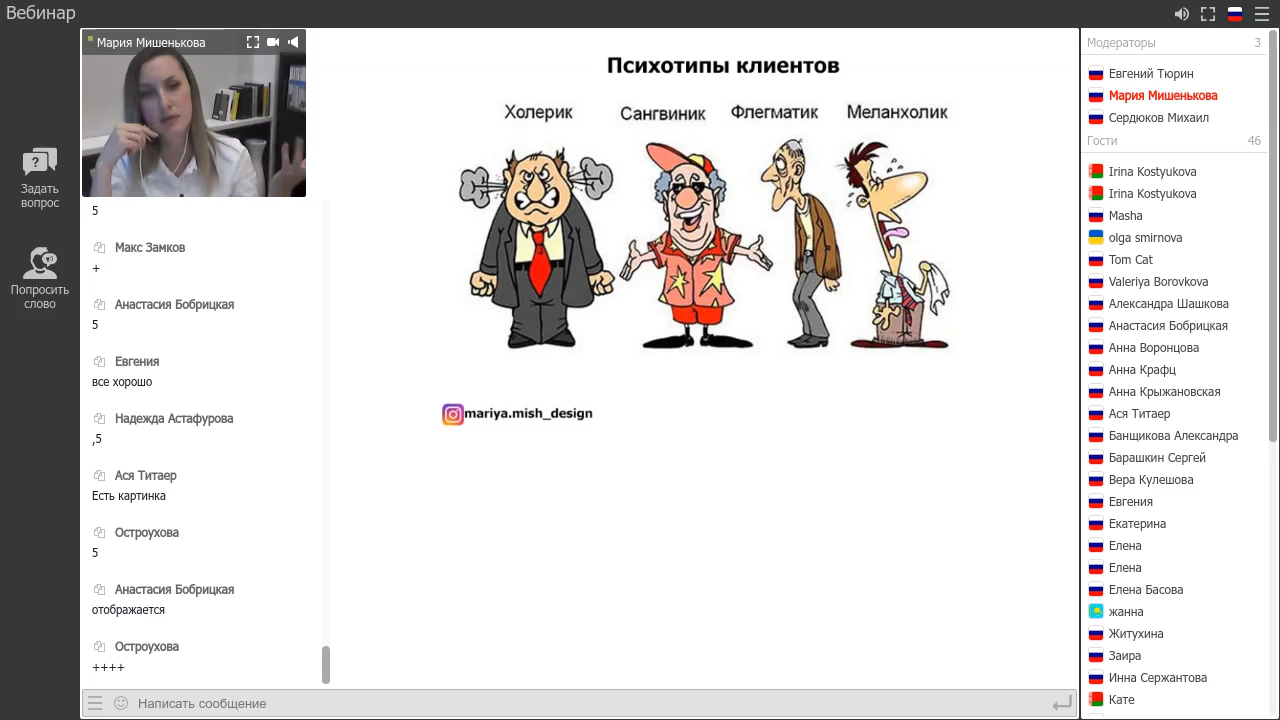 Вебинар
Задать
вопрос
Попросить
слово
Мария Мишенькова
5
Макс Замков
+
Анастасия Бобрицкая
5
Евгения
все хорошо
Надежда Астафурова
,5
Ася Титаер
Есть картинка
Остроухова
5
Анастасия Бобрицкая
отображается
Остроухова
++++
Написать сообщение
Психотипы клиентов
Холерик Сангвиник Флегматик Меланхолик
mariya.mish_design
Модераторы 3
Евгений Тюрин
Мария Мишенькова
Сердюков Михаил
Гости 46
Irina Kostyukova
Irina Kostyukova
Masha
olga smirnova
Tom Cat
Valeriya Borovkova
Александра Шашкова
Анастасия Бобрицкая
Анна Воронцова
Анна Крафц
Анна Крыжановская
Ася Титаер
Банщикова Александра
Барашкин Сергей
Вера Кулешова
Евгения
Екатерина
Елена
Елена
Елена Басова
жанна
Житухина
Заира
Инна Сержантова
Кате